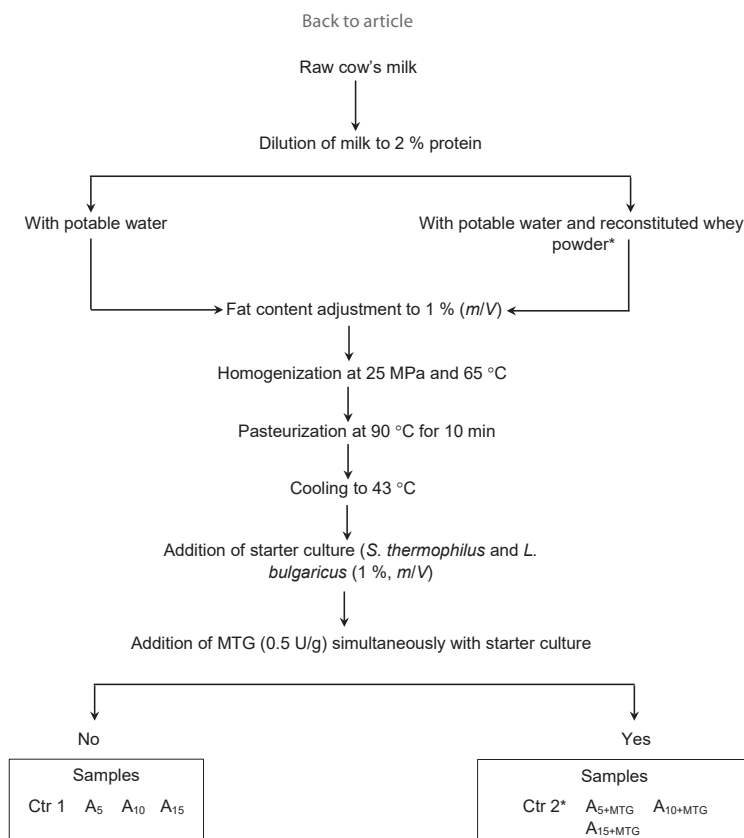 Back to article
Raw cow's milk
Dilution of milk to 2 % protein
With potable water
With potable water and reconstituted whey
powder*
Fat content adjustment to 1 % (m/V)
Homogenization at 25 MPa and 65 °C
Pasteurization at 90 °C for 10 min
Cooling to 43 °C
Addition of starter culture (S. thermophilus and L.
bulgaricus (1 %, m/V)
Addition of MTG (0.5 U/g) simultaneously with starter culture
No
Yes
Samples
Ctr 1 A5 A10 A15
Samples
Ctr 2* A5+MTG A10+MTG
A15+MTG